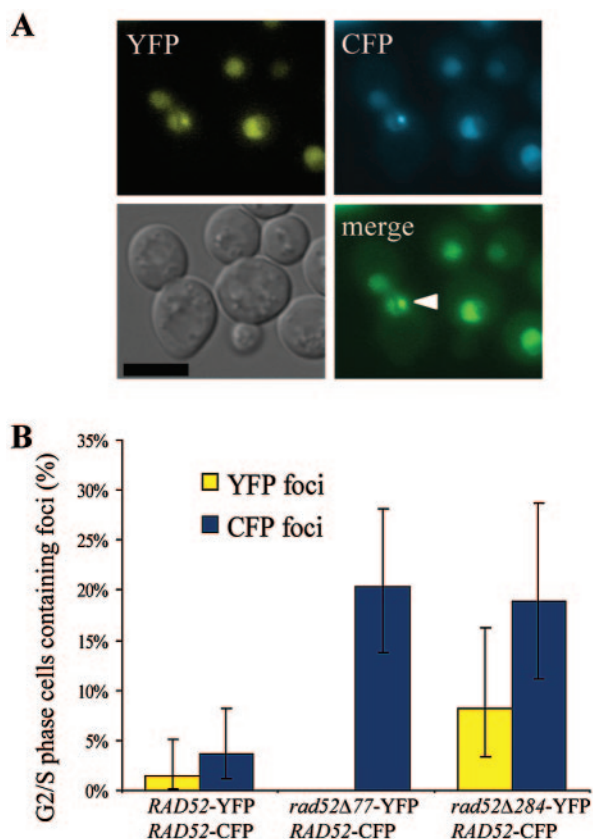 A
YFP
CFP
merge
B
G2/S phase cells containing foci (%)
35%
30%
25%
20%
15%
10%
5%
0%
YFP foci
CFP foci
RAD52-YFP rad52Δ77-YFP rad52Δ284-YFP
RAD52-CFP RAD52-CFP RAD52-CFP